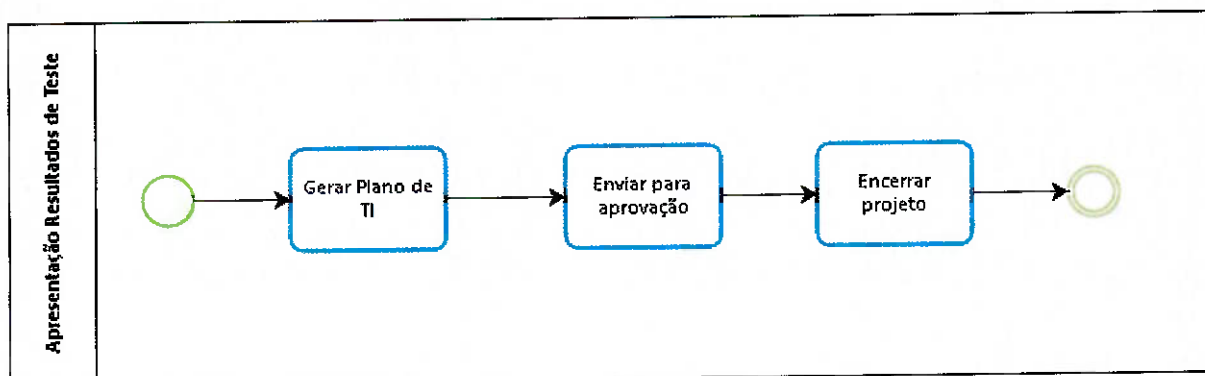 Apresentação Resultados de Teste
Gerar Plano de
TI
Enviar para
aprovação
Encerrar
projeto